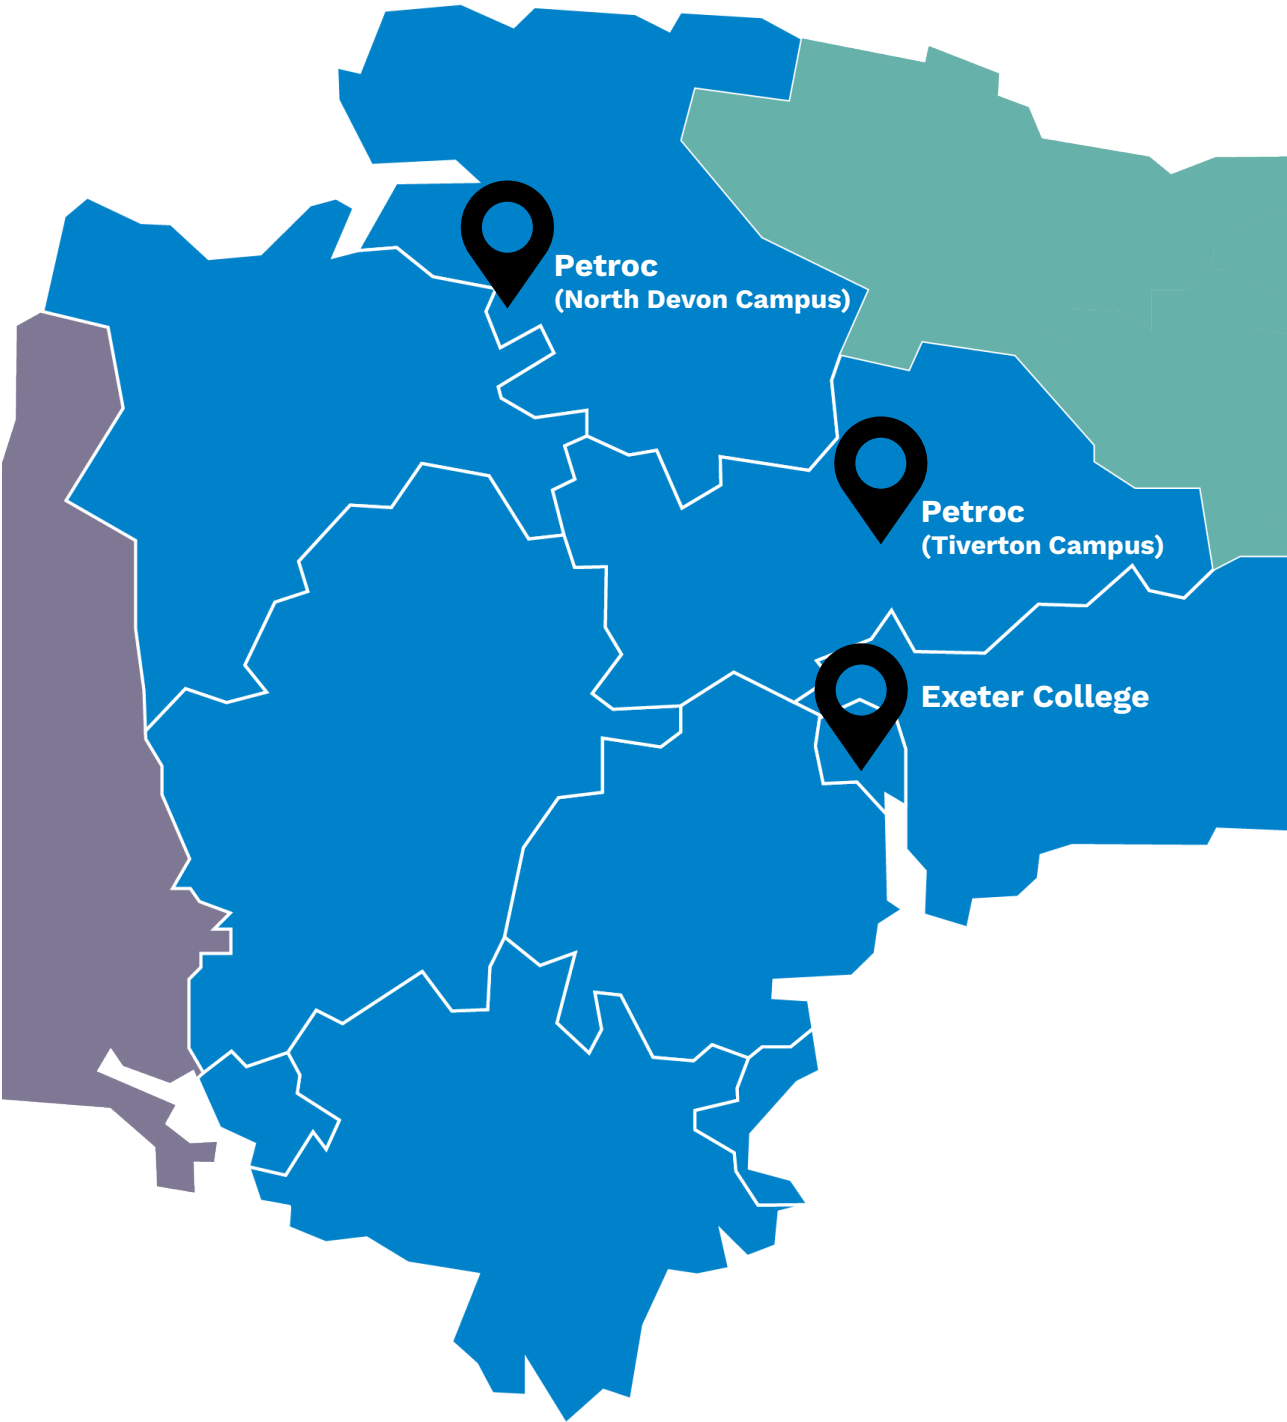 Petroc
(North Devon Campus)
Petroc
(Tiverton Campus)
Exeter College